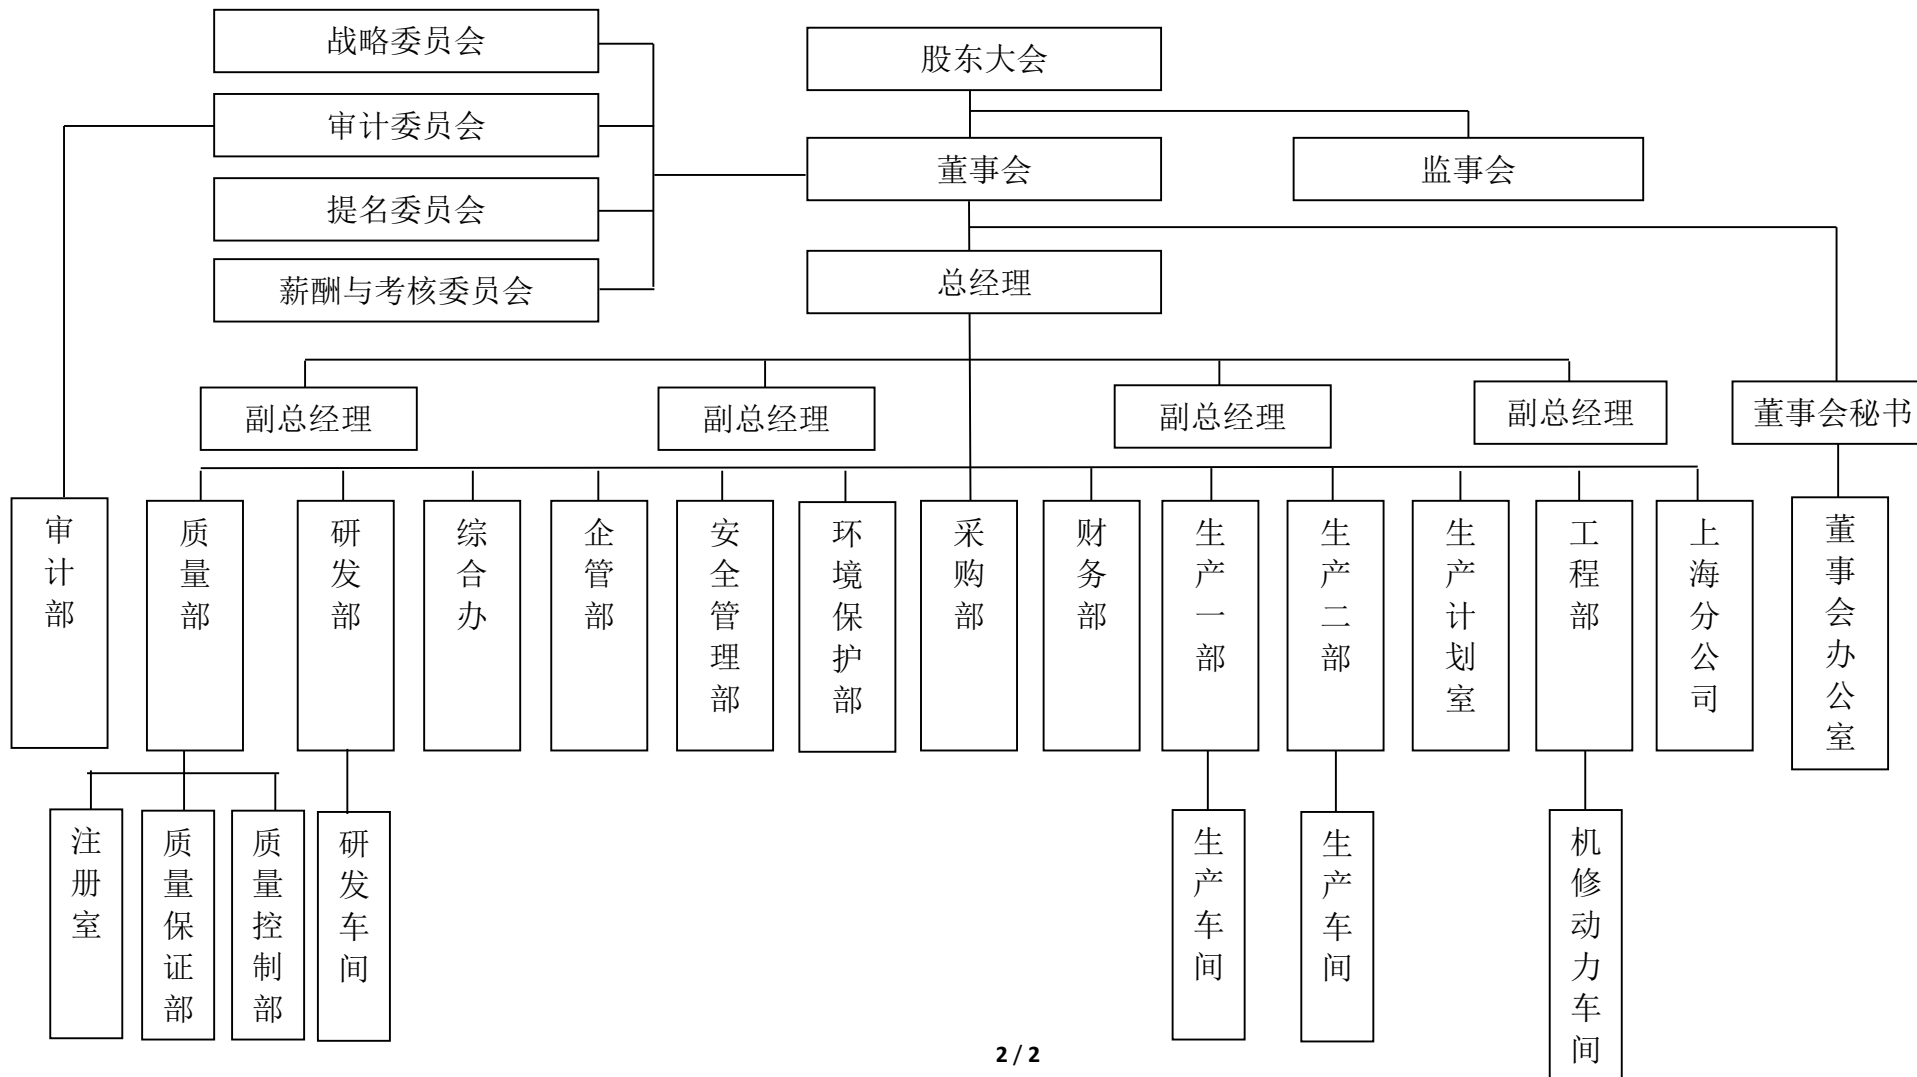 战略委员会
股东大会
审计委员会
董事会
监事会
提名委员会
总经理
薪酬与考核委员会
副总经理
副总经理
副总经理
副总经理
董事会秘书
审计部
质量部
研发部
综合办
企管部
安全管理部
环境保护部
采购部
财务部
生产一部
生产二部
生产计划室
工程部
上海分公司
董事会办公室
注册室
质量保证部
质量控制部
研发车间
生产车间
生产车间
机修动力车间
2 / 2